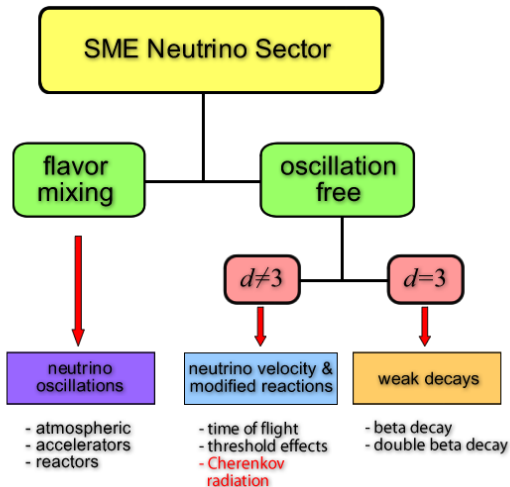 SME Neutrino Sector
flavor
mixing
oscillation
free
d≠3
d=3
neutrino
oscillations
neutrino velocity &
modified reactions
weak decays
- atmospheric
- accelerators
- reactors
- time of flight
- threshold effects
- Cherenkov
radiation
- beta decay
- double beta decay